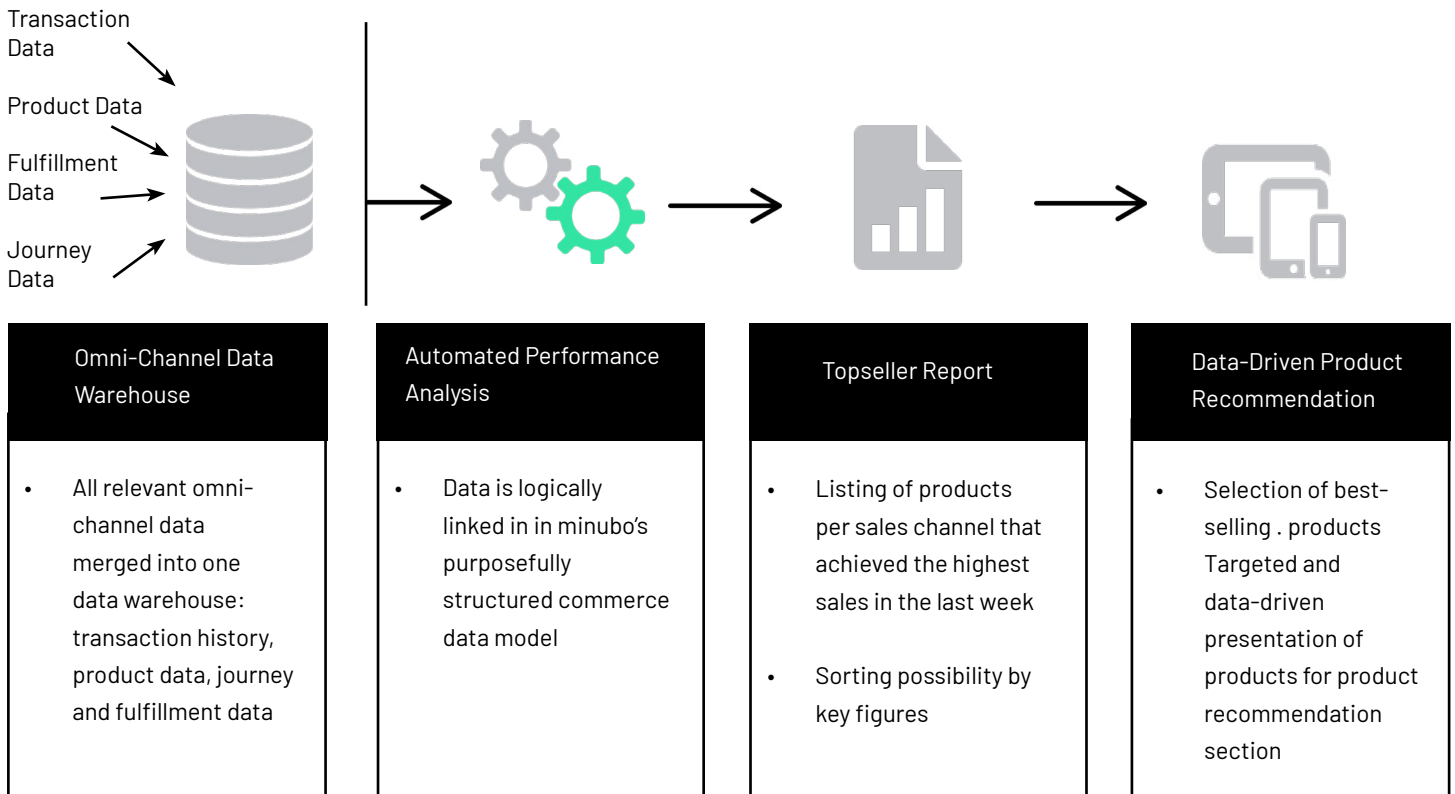 Transaction
Data
Product Data
Fulfillment
Data
Journey
Data
Omni-Channel Data
Warehouse
• All relevant omni-
channel data
merged into one
data warehouse:
transaction history,
product data, journey
and fulfillment data
Automated Performance
Analysis
• Data is logically
linked in in minubo’s
purposefully
structured commerce
data model
Topseller Report
• Listing of products
per sales channel that
achieved the highest
sales in the last week
• Sorting possibility by
key figures
Data-Driven Product
Recommendation
• Selection of best-
selling . products
Targeted and
data-driven
presentation of
products for product
recommendation
section